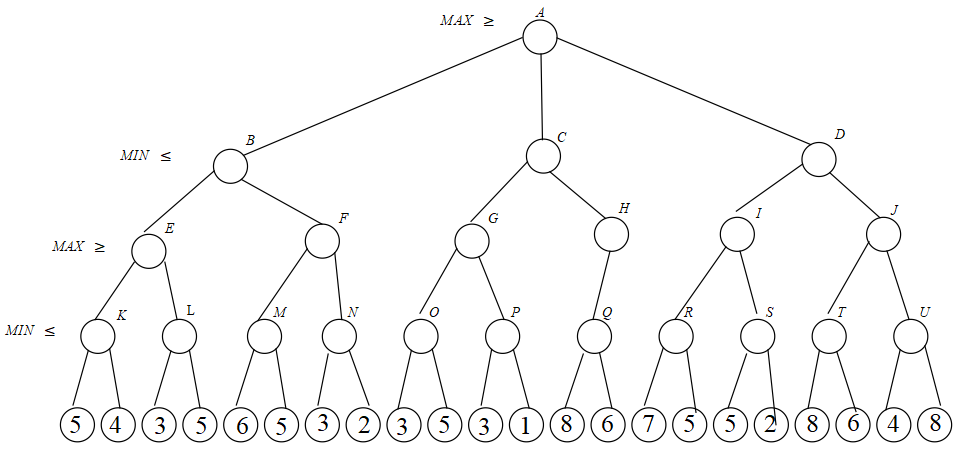 MAX ≥ A
B C D
MIN ≤
E F G H I J
MAX ≥
K L M N O P Q R S T U
MIN ≤
5 4 3 5 6 5 3 2 3 5 3 1 8 6 7 5 5 2 8 6 4 8